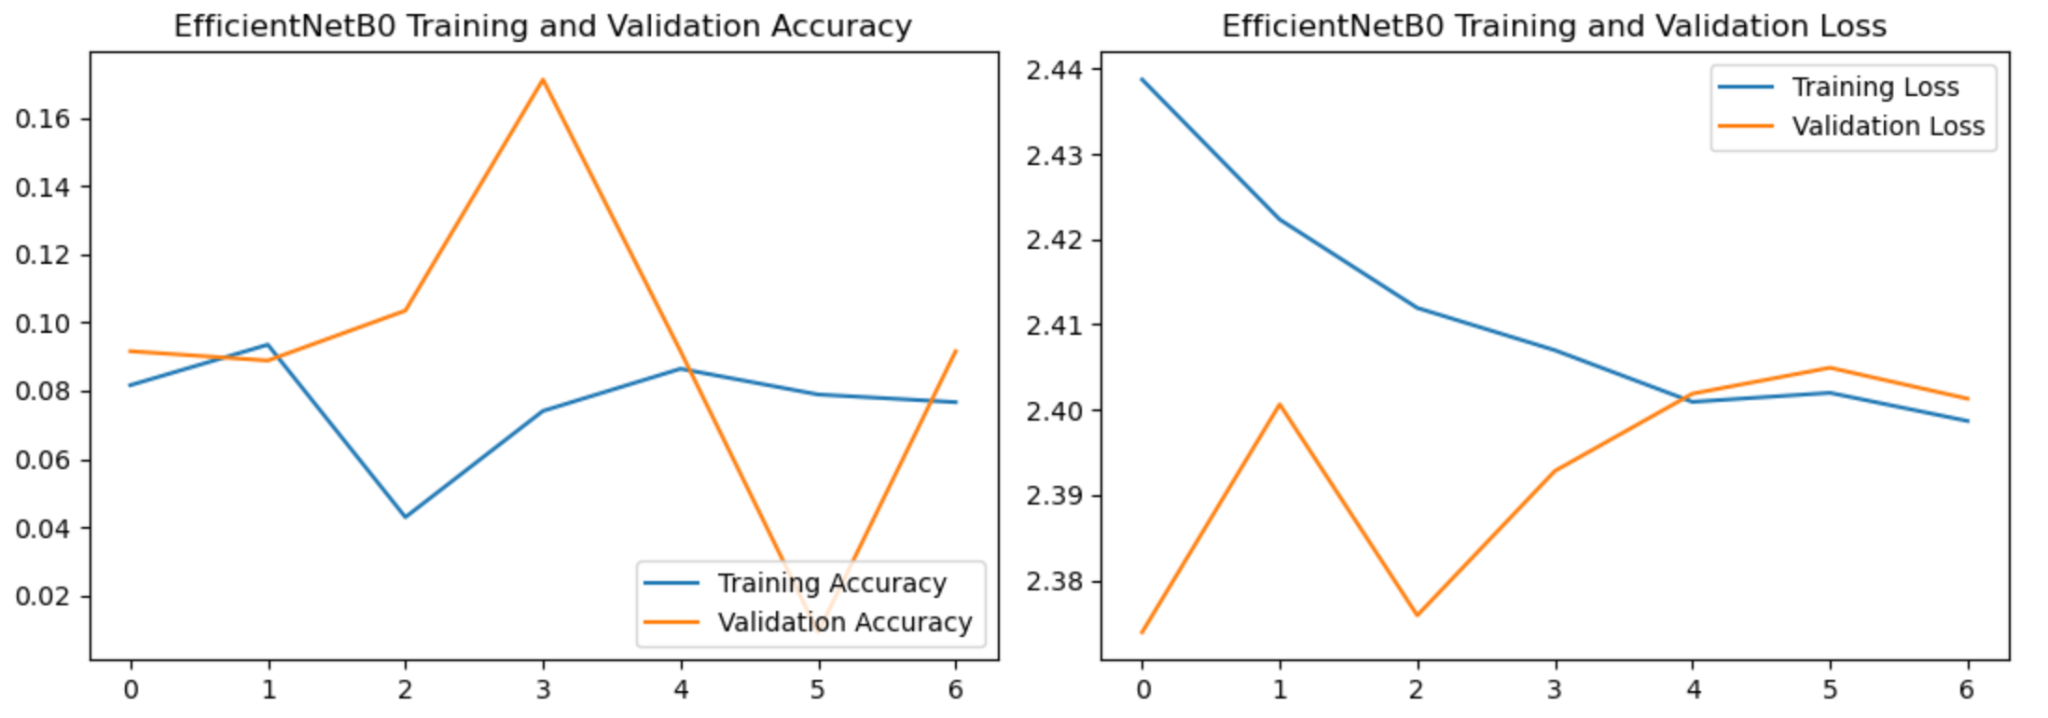 EfficientNetB0 Training and Validation Accuracy
0.16
0.14
0.12
0.10
0.08
0.06
0.04
0.02
0 1 2 3 4 5 6
Training Accuracy
Validation Accuracy
EfficientNetB0 Training and Validation Loss
2.44
2.43
2.42
2.41
2.40
2.39
2.38
0 1 2 3 4 5 6
Training Loss
Validation Loss